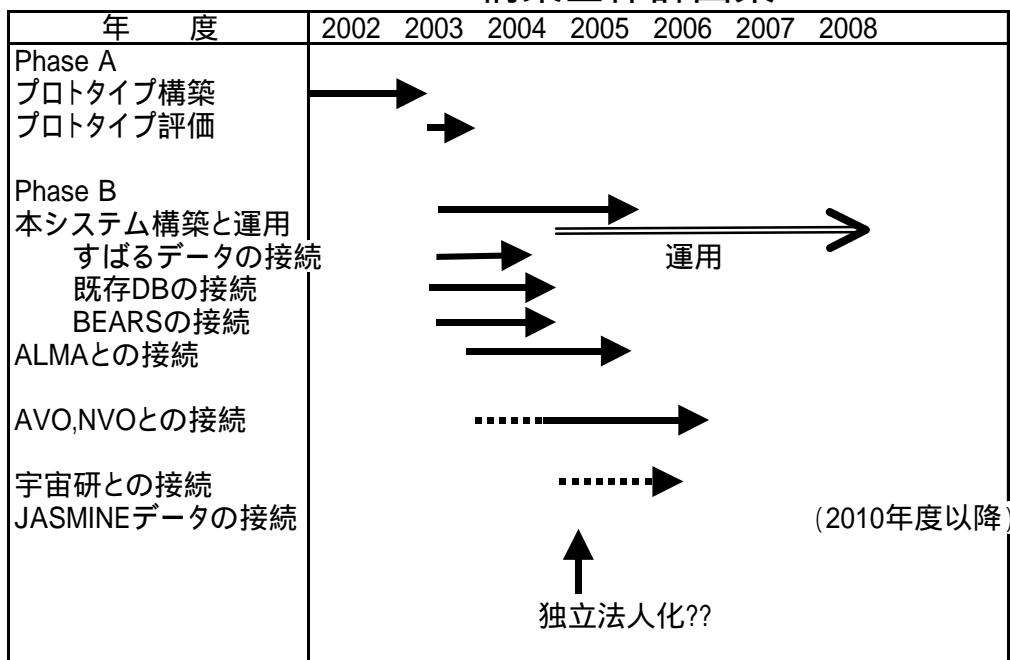 年 度 2002 2003 2004 2005 2006 2007 2008
Phase A
プロトタイプ構築
プロトタイプ評価
Phase B
本システム構築と運用
すばるデータの接続 運用
既存DBの接続
BEARSの接続
ALMAとの接続
AVO,NVOとの接続
宇宙研との接続
JASMINEデータの接続 (2010年度以降)
独立法人化??